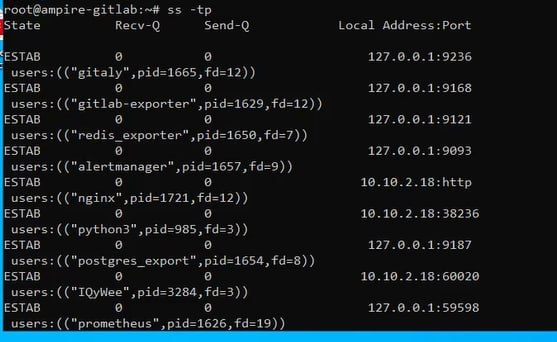 root@ampire-gitlab:~# ss -tp
State Recv-Q Send-Q Local Address:Port
ESTAB 0 0 127.0.0.1:9236
users:(("gitaly",pid=1665,fd=12))
ESTAB 0 0 127.0.0.1:9168
users:(("gitlab-exporter",pid=1629,fd=12))
ESTAB 0 0 127.0.0.1:9121
users:(("redis_exporter",pid=1650,fd=7))
ESTAB 0 0 127.0.0.1:9093
users:(("alertmanager",pid=1657,fd=9))
ESTAB 0 0 10.10.2.18:http
users:(("nginx",pid=1721,fd=12))
ESTAB 0 0 10.10.2.18:38236
users:(("python3",pid=985,fd=3))
ESTAB 0 0 127.0.0.1:9187
users:(("postgres_export",pid=1654,fd=8))
ESTAB 0 0 10.10.2.18:60020
users:(("IQyWee",pid=3284,fd=3))
ESTAB 0 0 127.0.0.1:59598
users:(("prometheus",pid=1626,fd=19))